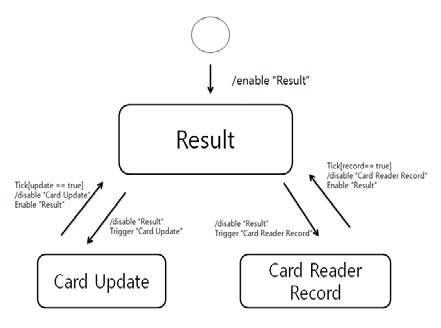 /enable "Result"
Result
Tick[update == true]
/disable "Card Update"
Enable "Result"
Tick[record== true]
/disable "Card Reader Record"
Enable "Result"
/disable "Result"
Trigger "Card Update"
/disable "Result"
Trigger "Card Reader Record"
Card Update
Card Reader
Record